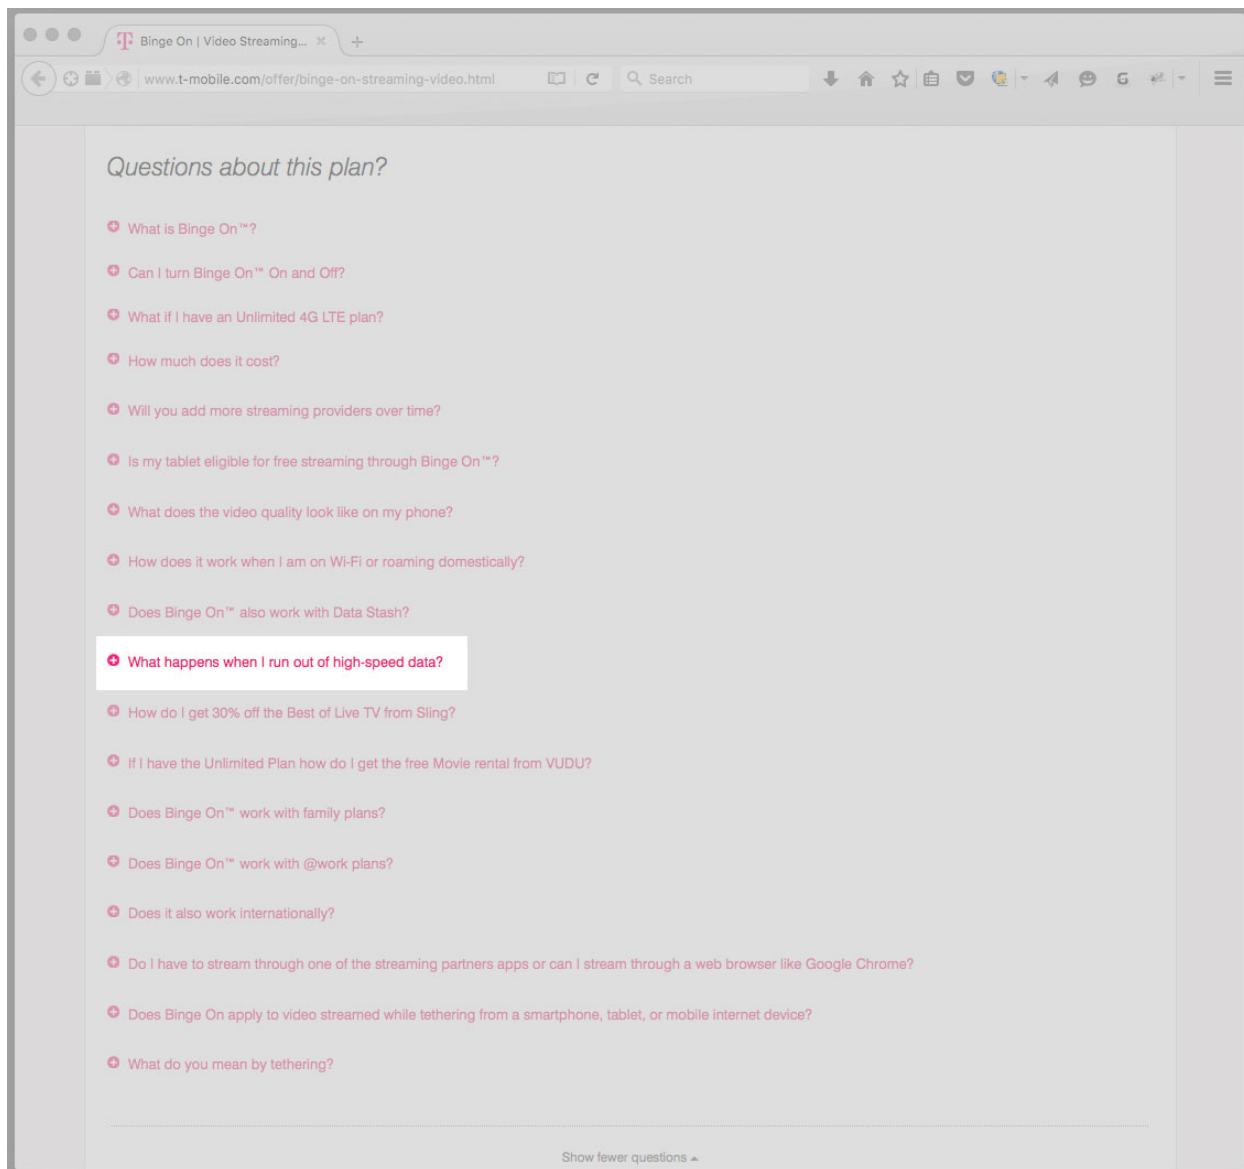 Binge On | Video Streaming...
www.t-mobile.com/offer/binge-on-streaming-video.html
Search
Questions about this plan?
What is Binge On™?
Can I turn Binge On™ On and Off?
What if I have an Unlimited 4G LTE plan?
How much does it cost?
Will you add more streaming providers over time?
Is my tablet eligible for free streaming through Binge On™?
What does the video quality look like on my phone?
How does it work when I am on Wi-Fi or roaming domestically?
Does Binge On™ also work with Data Stash?
What happens when I run out of high-speed data?
How do I get 30% off the Best of Live TV from Sling?
If I have the Unlimited Plan how do I get the free Movie rental from VUDU?
Does Binge On™ work with family plans?
Does Binge On™ work with @work plans?
Does it also work internationally?
Do I have to stream through one of the streaming partners apps or can I stream through a web browser like Google Chrome?
Does Binge On apply to video streamed while tethering from a smartphone, tablet, or mobile internet device?
What do you mean by tethering?
Show fewer questions